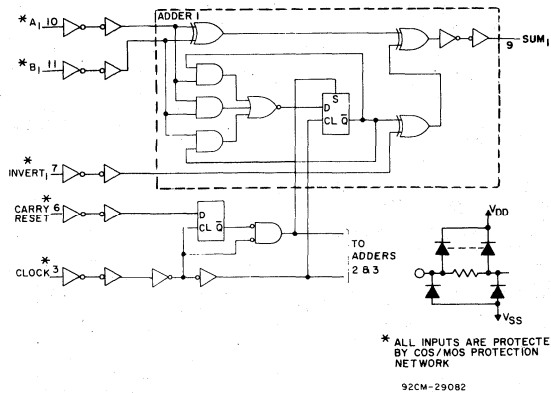 ADDER 1
* A1 10
* B1 11
9 SUM1
S
D
CL Q̅
* INVERT1 7
* CARRY RESET 6
D
CL Q̅
TO
ADDERS
2 & 3
* CLOCK 3
VDD
VSS
* ALL INPUTS ARE PROTECTE
BY COS/MOS PROTECTION
NETWORK
92CM-29082